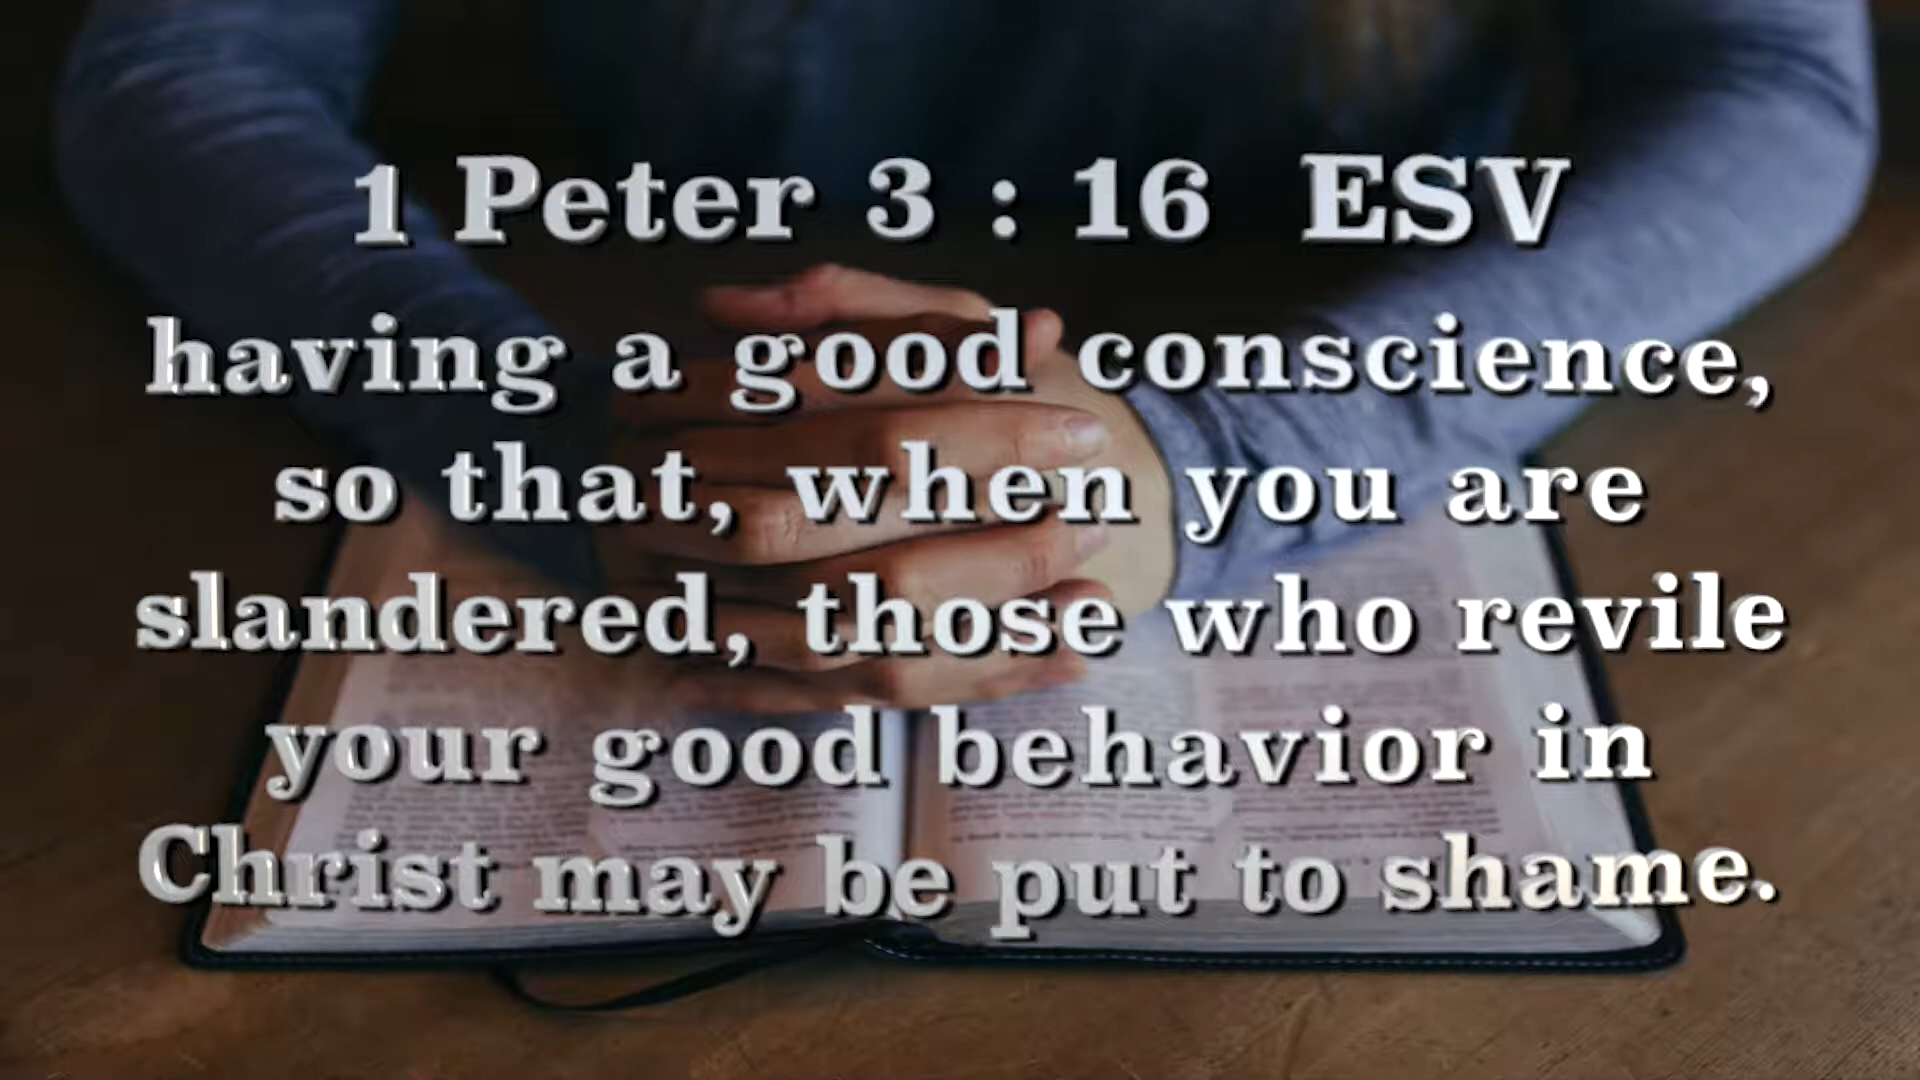 1 Peter 3 : 16 ESV
having a good conscience,
so that, when you are
slandered, those who revile
your good behavior in
Christ may be put to shame.